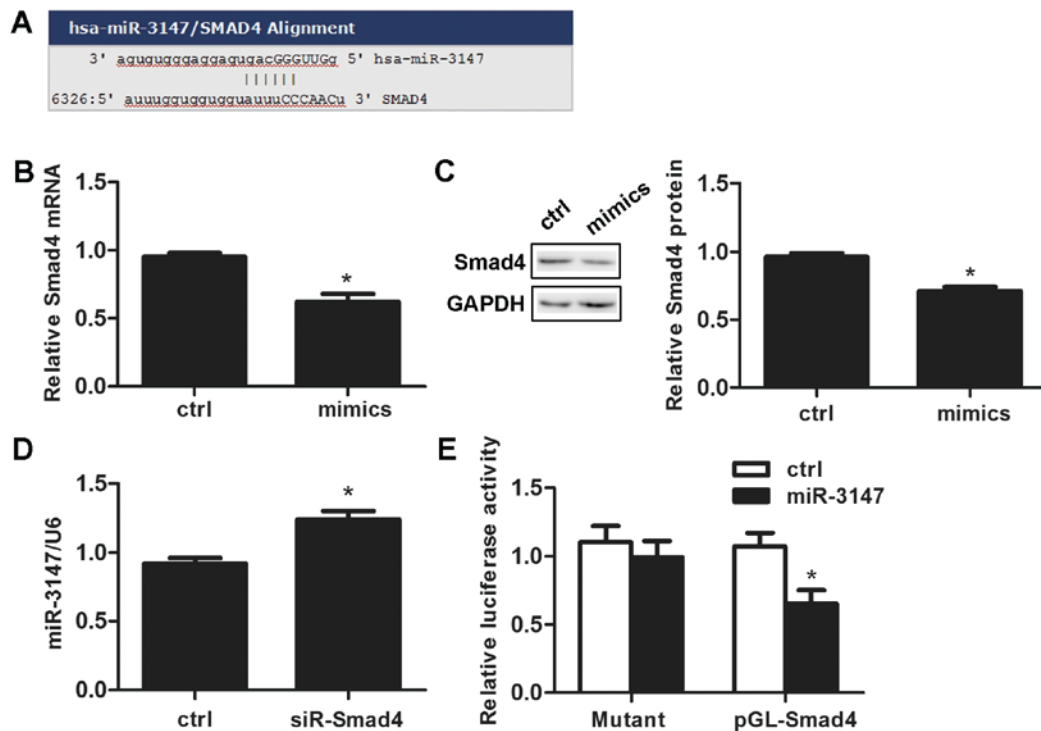 A
hsa-miR-3147/SMAD4 Alignment
3' agugugggaggagugacGGGUUGg 5' hsa-miR-3147
||||||
6326:5' auuugguggugguauuuCCCAACu 3' SMAD4
B
Relative Smad4 mRNA
1.5
1.0
0.5
0.0
*
ctrl mimics
C
ctrl mimics
Smad4
GAPDH
Relative Smad4 protein
1.5
1.0
0.5
0.0
*
ctrl mimics
D
miR-3147/U6
1.5
1.0
0.5
0.0
*
ctrl siR-Smad4
E
ctrl
miR-3147
Relative luciferase activity
1.5
1.0
0.5
0.0
*
Mutant pGL-Smad4